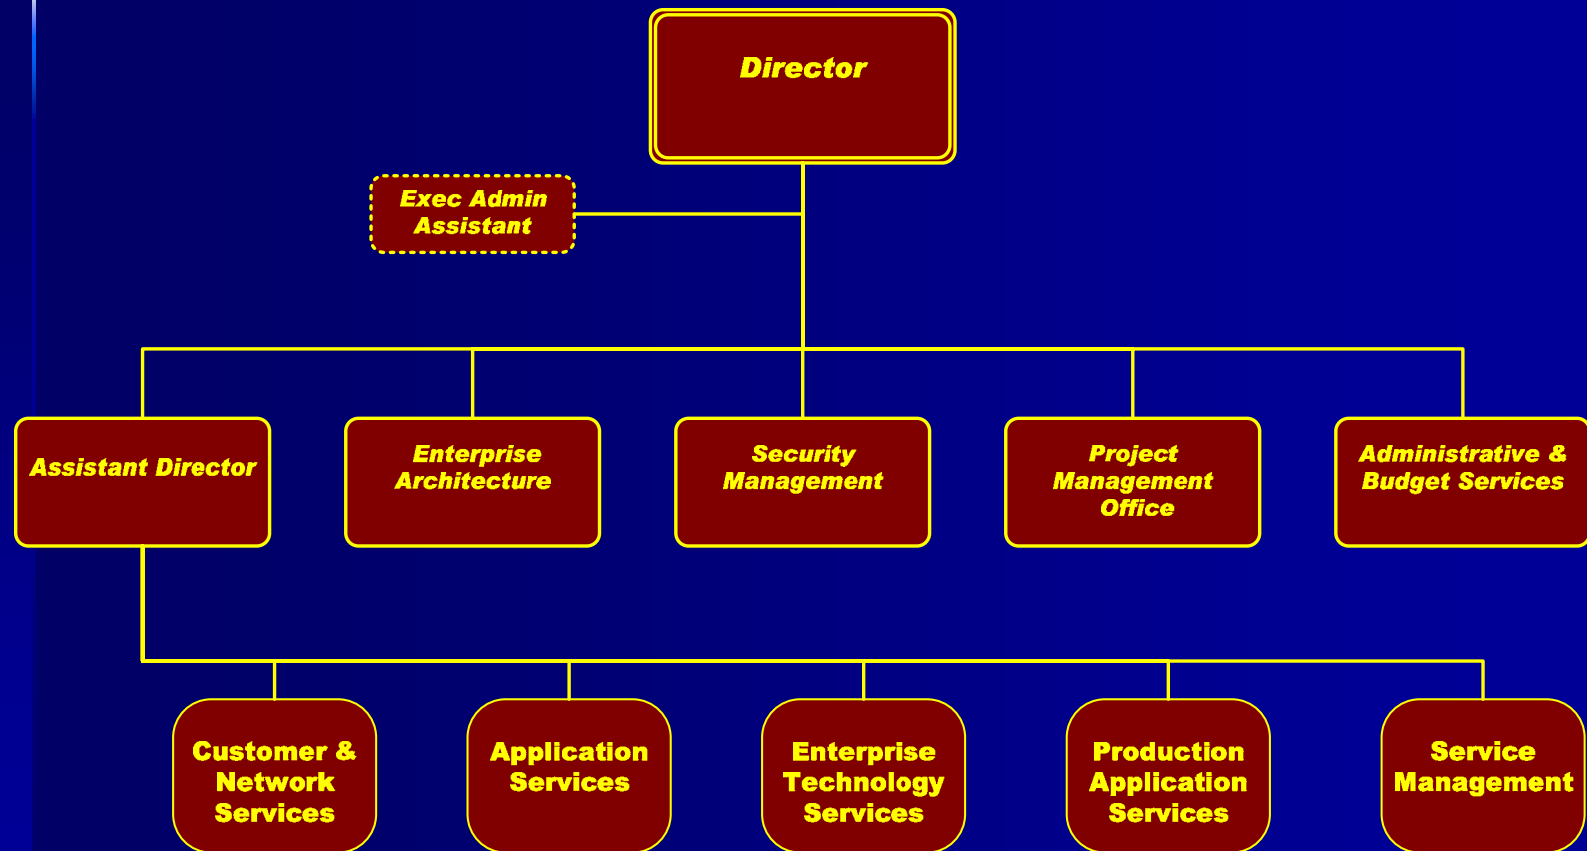 Director
Exec Admin
Assistant
Assistant Director
Enterprise
Architecture
Security
Management
Project
Management
Office
Administrative &
Budget Services
Customer &
Network
Services
Application
Services
Enterprise
Technology
Services
Production
Application
Services
Service
Management